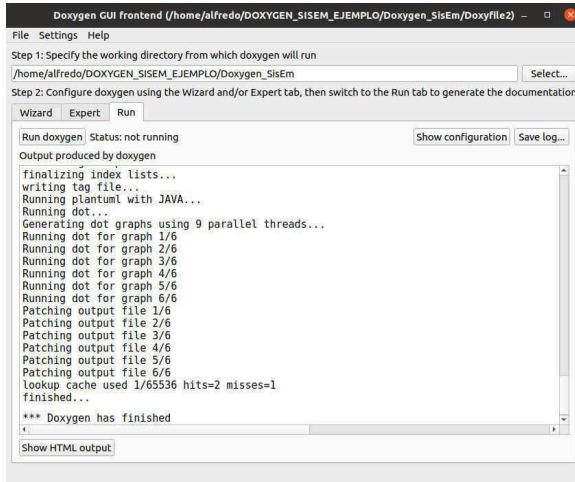 Doxygen GUI frontend (/home/alfredo/DOXYGEN_SISEM_EJEMPLO/Doxygen_SisEm/Doxyfile2)
File Settings Help
Step 1: Specify the working directory from which doxygen will run
/home/alfredo/DOXYGEN_SISEM_EJEMPLO/Doxygen_SisEm Select...
Step 2: Configure doxygen using the Wizard and/or Expert tab, then switch to the Run tab to generate the documentation
Wizard Expert Run
Run doxygen Status: not running Show configuration Save log...
Output produced by doxygen
finalizing index lists...
writing tag file...
Running plantuml with JAVA...
Running dot...
Generating dot graphs using 9 parallel threads...
Running dot for graph 1/6
Running dot for graph 2/6
Running dot for graph 3/6
Running dot for graph 4/6
Running dot for graph 5/6
Running dot for graph 6/6
Patching output file 1/6
Patching output file 2/6
Patching output file 3/6
Patching output file 4/6
Patching output file 5/6
Patching output file 6/6
lookup cache used 1/65536 hits=2 misses=1
finished...
*** Doxygen has finished
Show HTML output